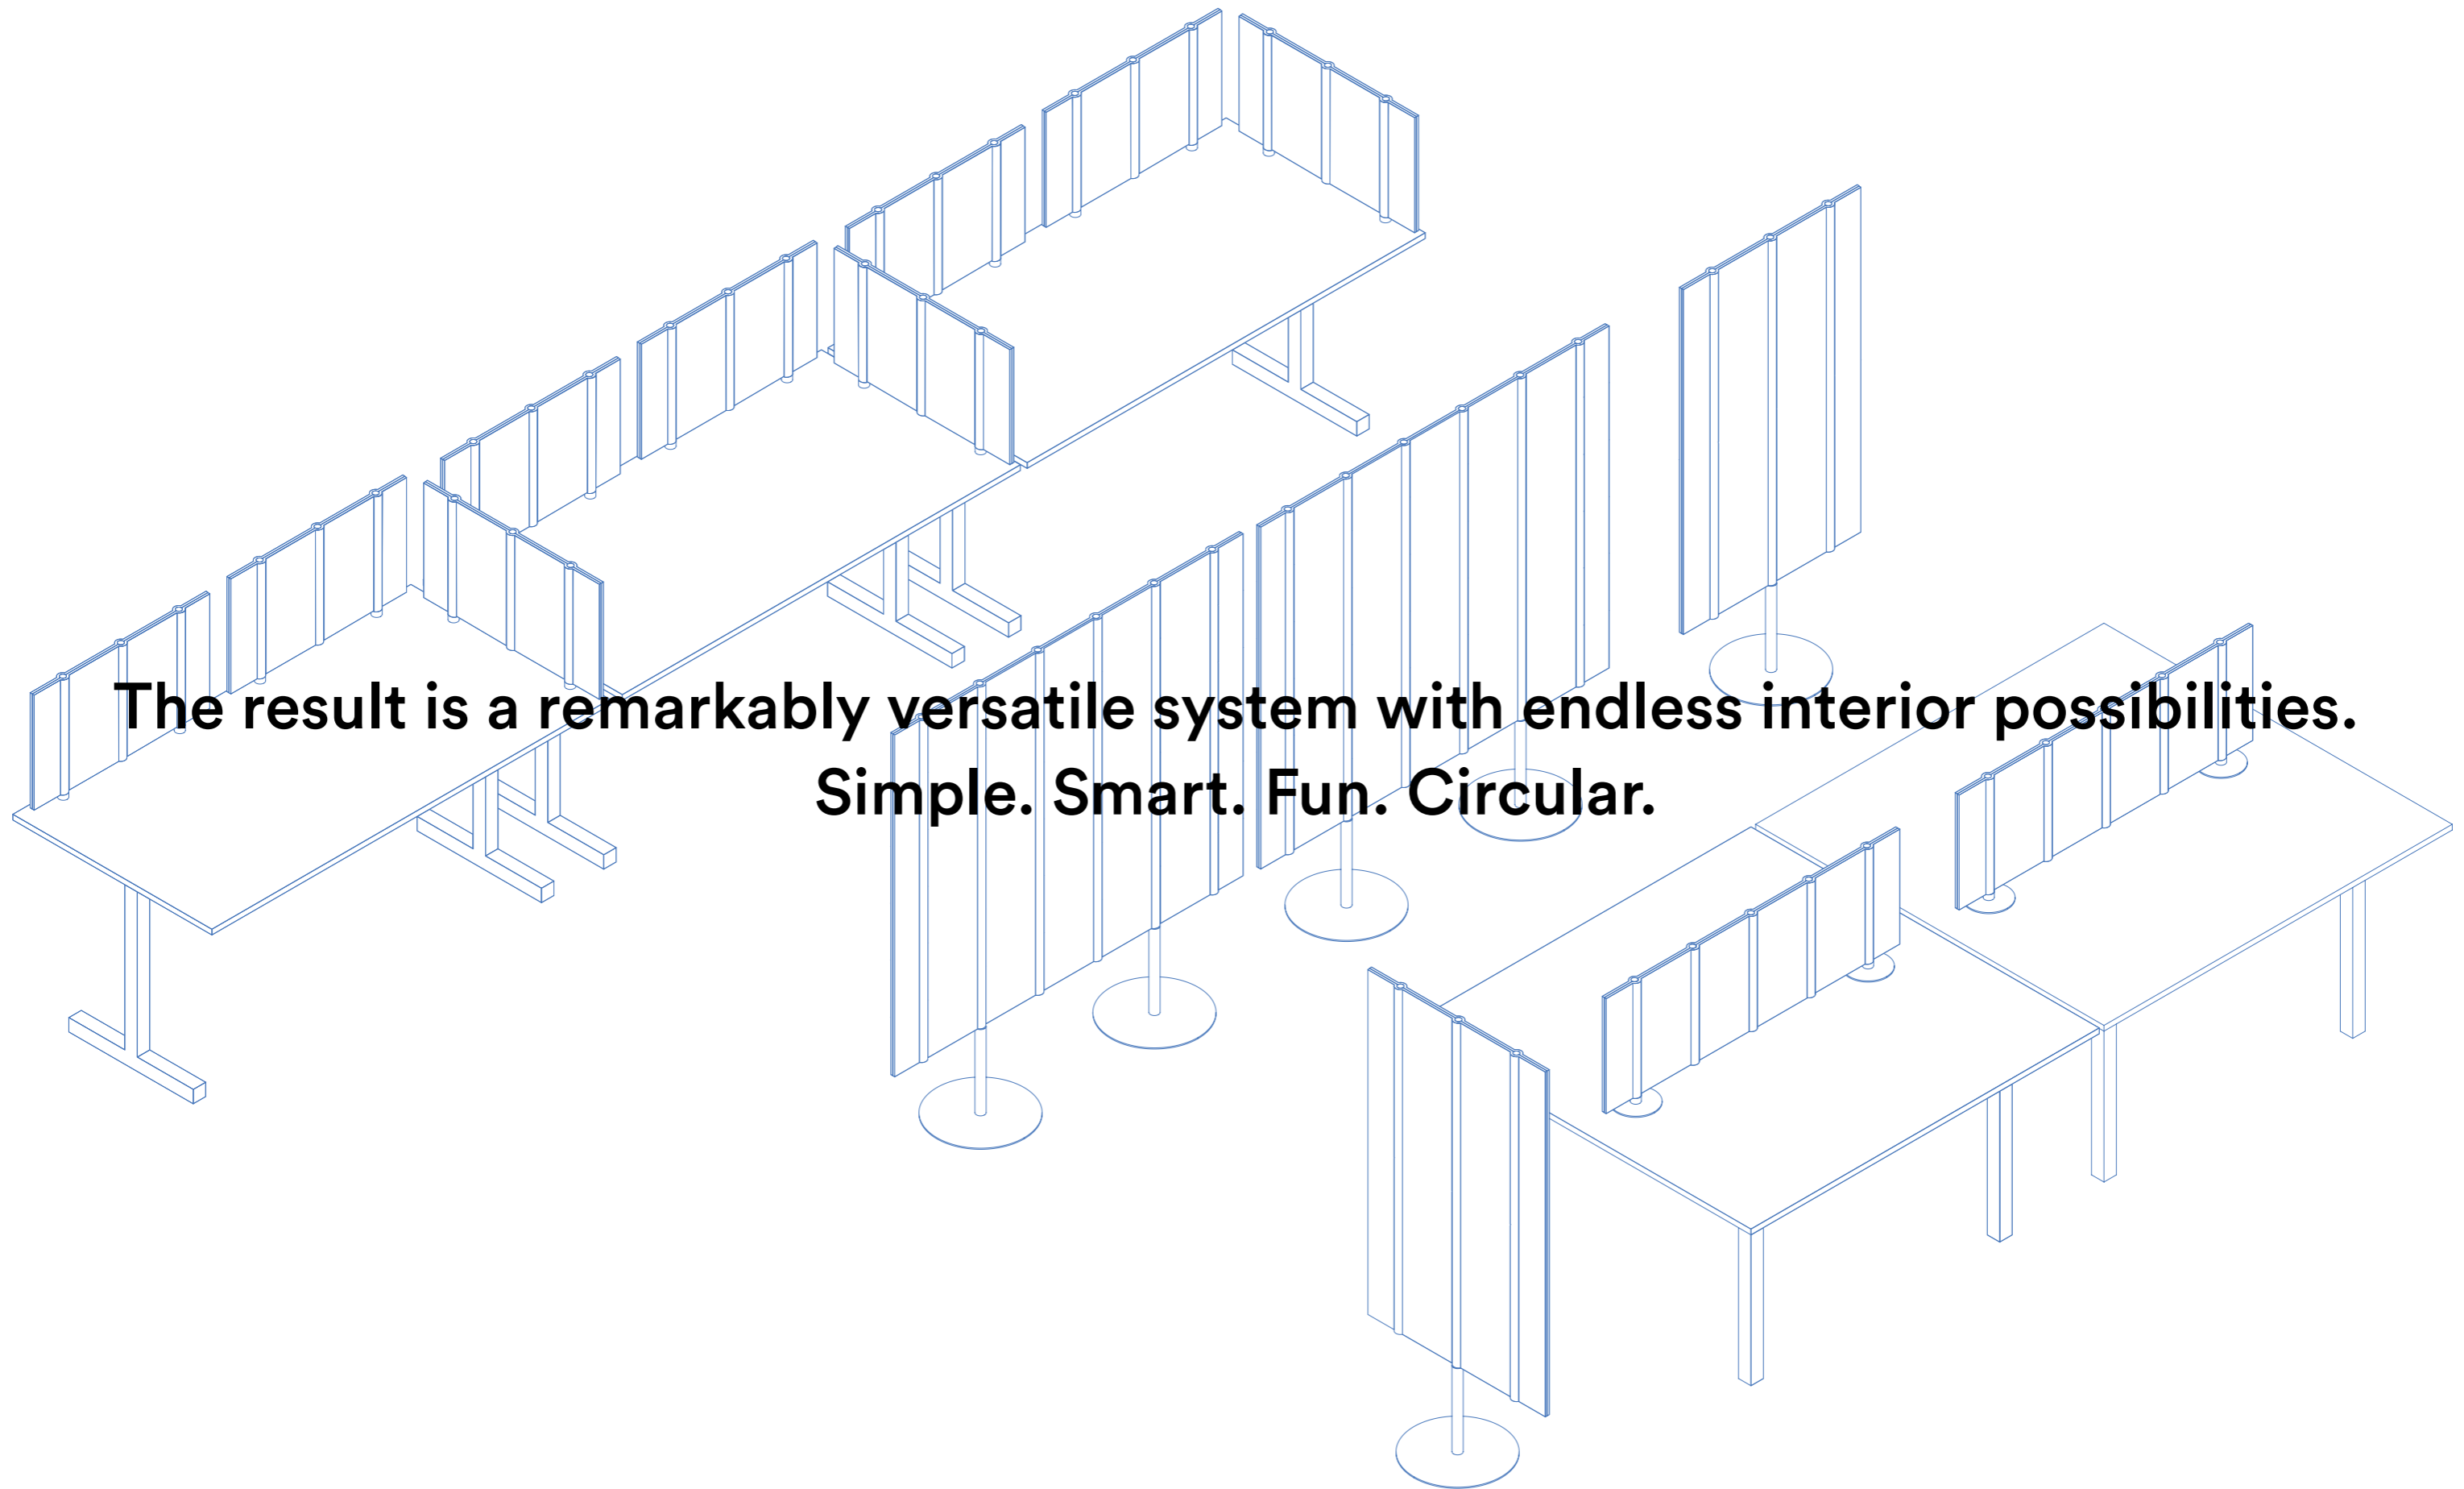 The result is a remarkably versatile system with endless interior possibilities.
Simple. Smart. Fun. Circular.